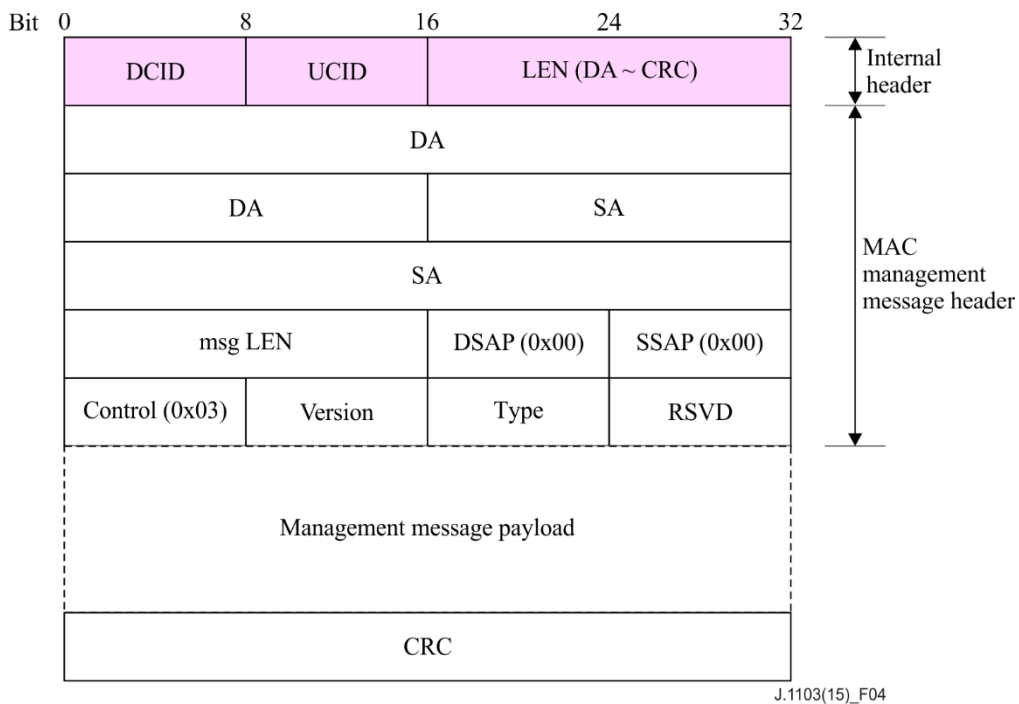 Bit 0 8 16 24 32
DCID UCID LEN (DA ~ CRC)
Internal
header
DA
DA SA
SA
MAC
management
message header
msg LEN DSAP (0x00) SSAP (0x00)
Control (0x03) Version Type RSVD
Management message payload
CRC
J.1103(15)_F04